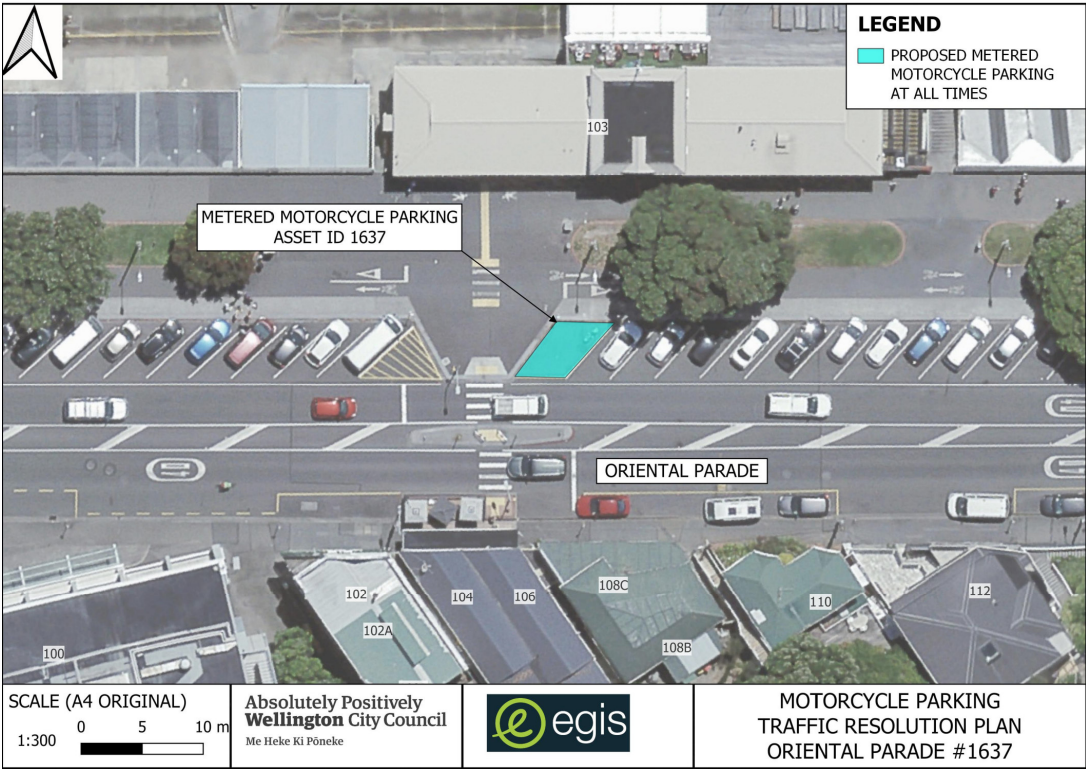 LEGEND
PROPOSED METERED
MOTORCYCLE PARKING
AT ALL TIMES
103
METERED MOTORCYCLE PARKING
ASSET ID 1637
ORIENTAL PARADE
102
104
106
108C
110
112
102A
108B
100
SCALE (A4 ORIGINAL)
0 5 10 m
1:300
Absolutely Positively
Wellington City Council
Me Heke Ki Pōneke
egis
MOTORCYCLE PARKING
TRAFFIC RESOLUTION PLAN
ORIENTAL PARADE #1637